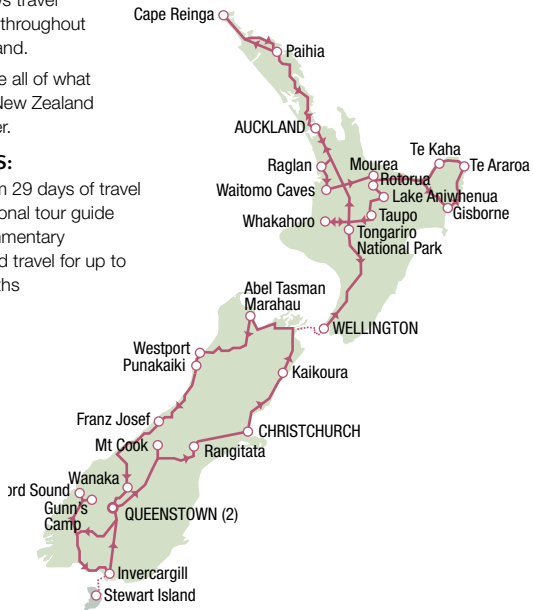 throughout
and.
e all of what
New Zealand
er.
S:
m 29 days of travel
onal tour guide
mmentary
d travel for up to
ths
Cape Reinga
Paihia
AUCKLAND
Raglan
Mourea
Te Kaha
Te Araroa
Rotorua
Waitomo Caves
Lake Aniwhenua
Gisborne
Whakahoro
Taupo
Tongariro
National Park
Abel Tasman
Marahau
WELLINGTON
Westport
Punakaiki
Kaikoura
Franz Josef
CHRISTCHURCH
Mt Cook
Rangitata
Wanaka
ord Sound
Gunn's
Camp
QUEENSTOWN (2)
Invercargill
Stewart Island